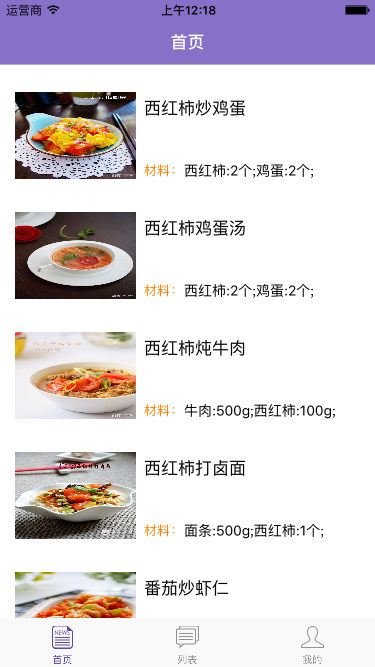 运营商 上午12:18
首页
西红柿炒鸡蛋
材料： 西红柿:2个;鸡蛋:2个;
西红柿鸡蛋汤
材料： 西红柿:2个;鸡蛋:2个;
西红柿炖牛肉
材料： 牛肉:500g;西红柿:100g;
西红柿打卤面
材料： 面条:500g;西红柿:1个;
番茄炒虾仁
NEWS
首页 列表 我的